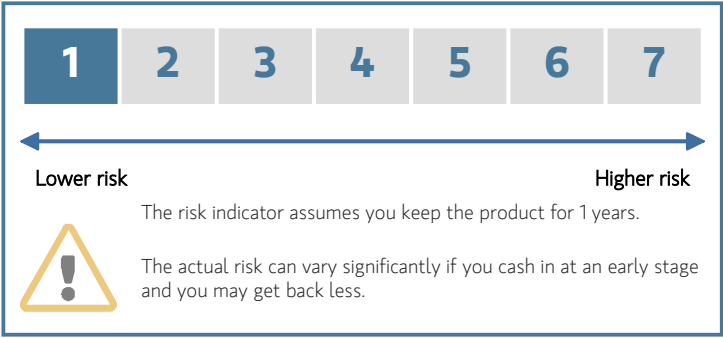 1 2 3 4 5 6 7
Lower risk Higher risk
The risk indicator assumes you keep the product for 1 years.
The actual risk can vary significantly if you cash in at an early stage
and you may get back less.